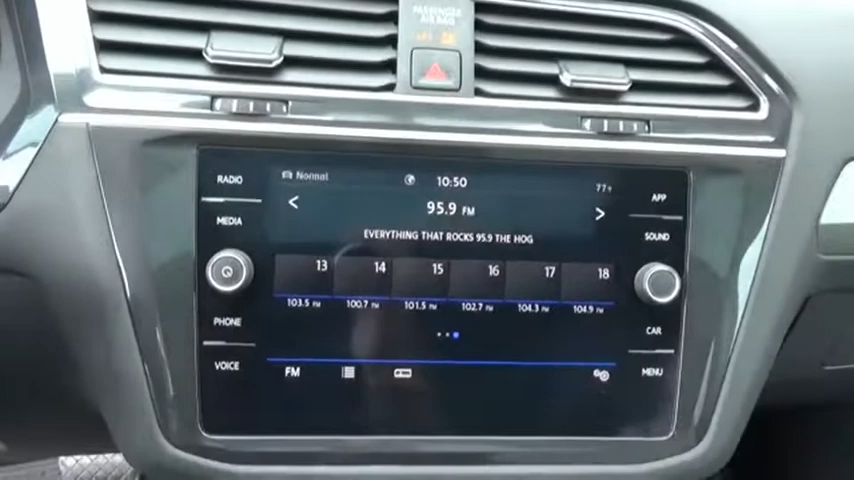 PASSENGER
AIR BAG
RADIO
Normal
10:50
77°F
APP
95.9 FM
MEDIA
SOUND
EVERYTHING THAT ROCKS 95.9 THE HOG
13 14 15 16 17 18
103.5 FM 100.7 FM 101.5 FM 102.7 FM 104.3 FM 104.9 FM
PHONE
CAR
VOICE
FM
MENU